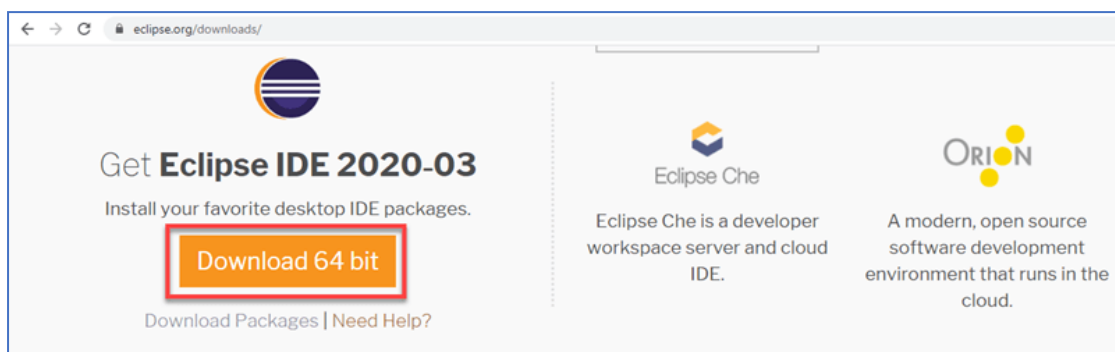 eclipse.org/downloads/
Get Eclipse IDE 2020-03
Install your favorite desktop IDE packages.
Download 64 bit
Download Packages | Need Help?
Eclipse Che
Eclipse Che is a developer
workspace server and cloud
IDE.
ORION
A modern, open source
software development
environment that runs in the
cloud.